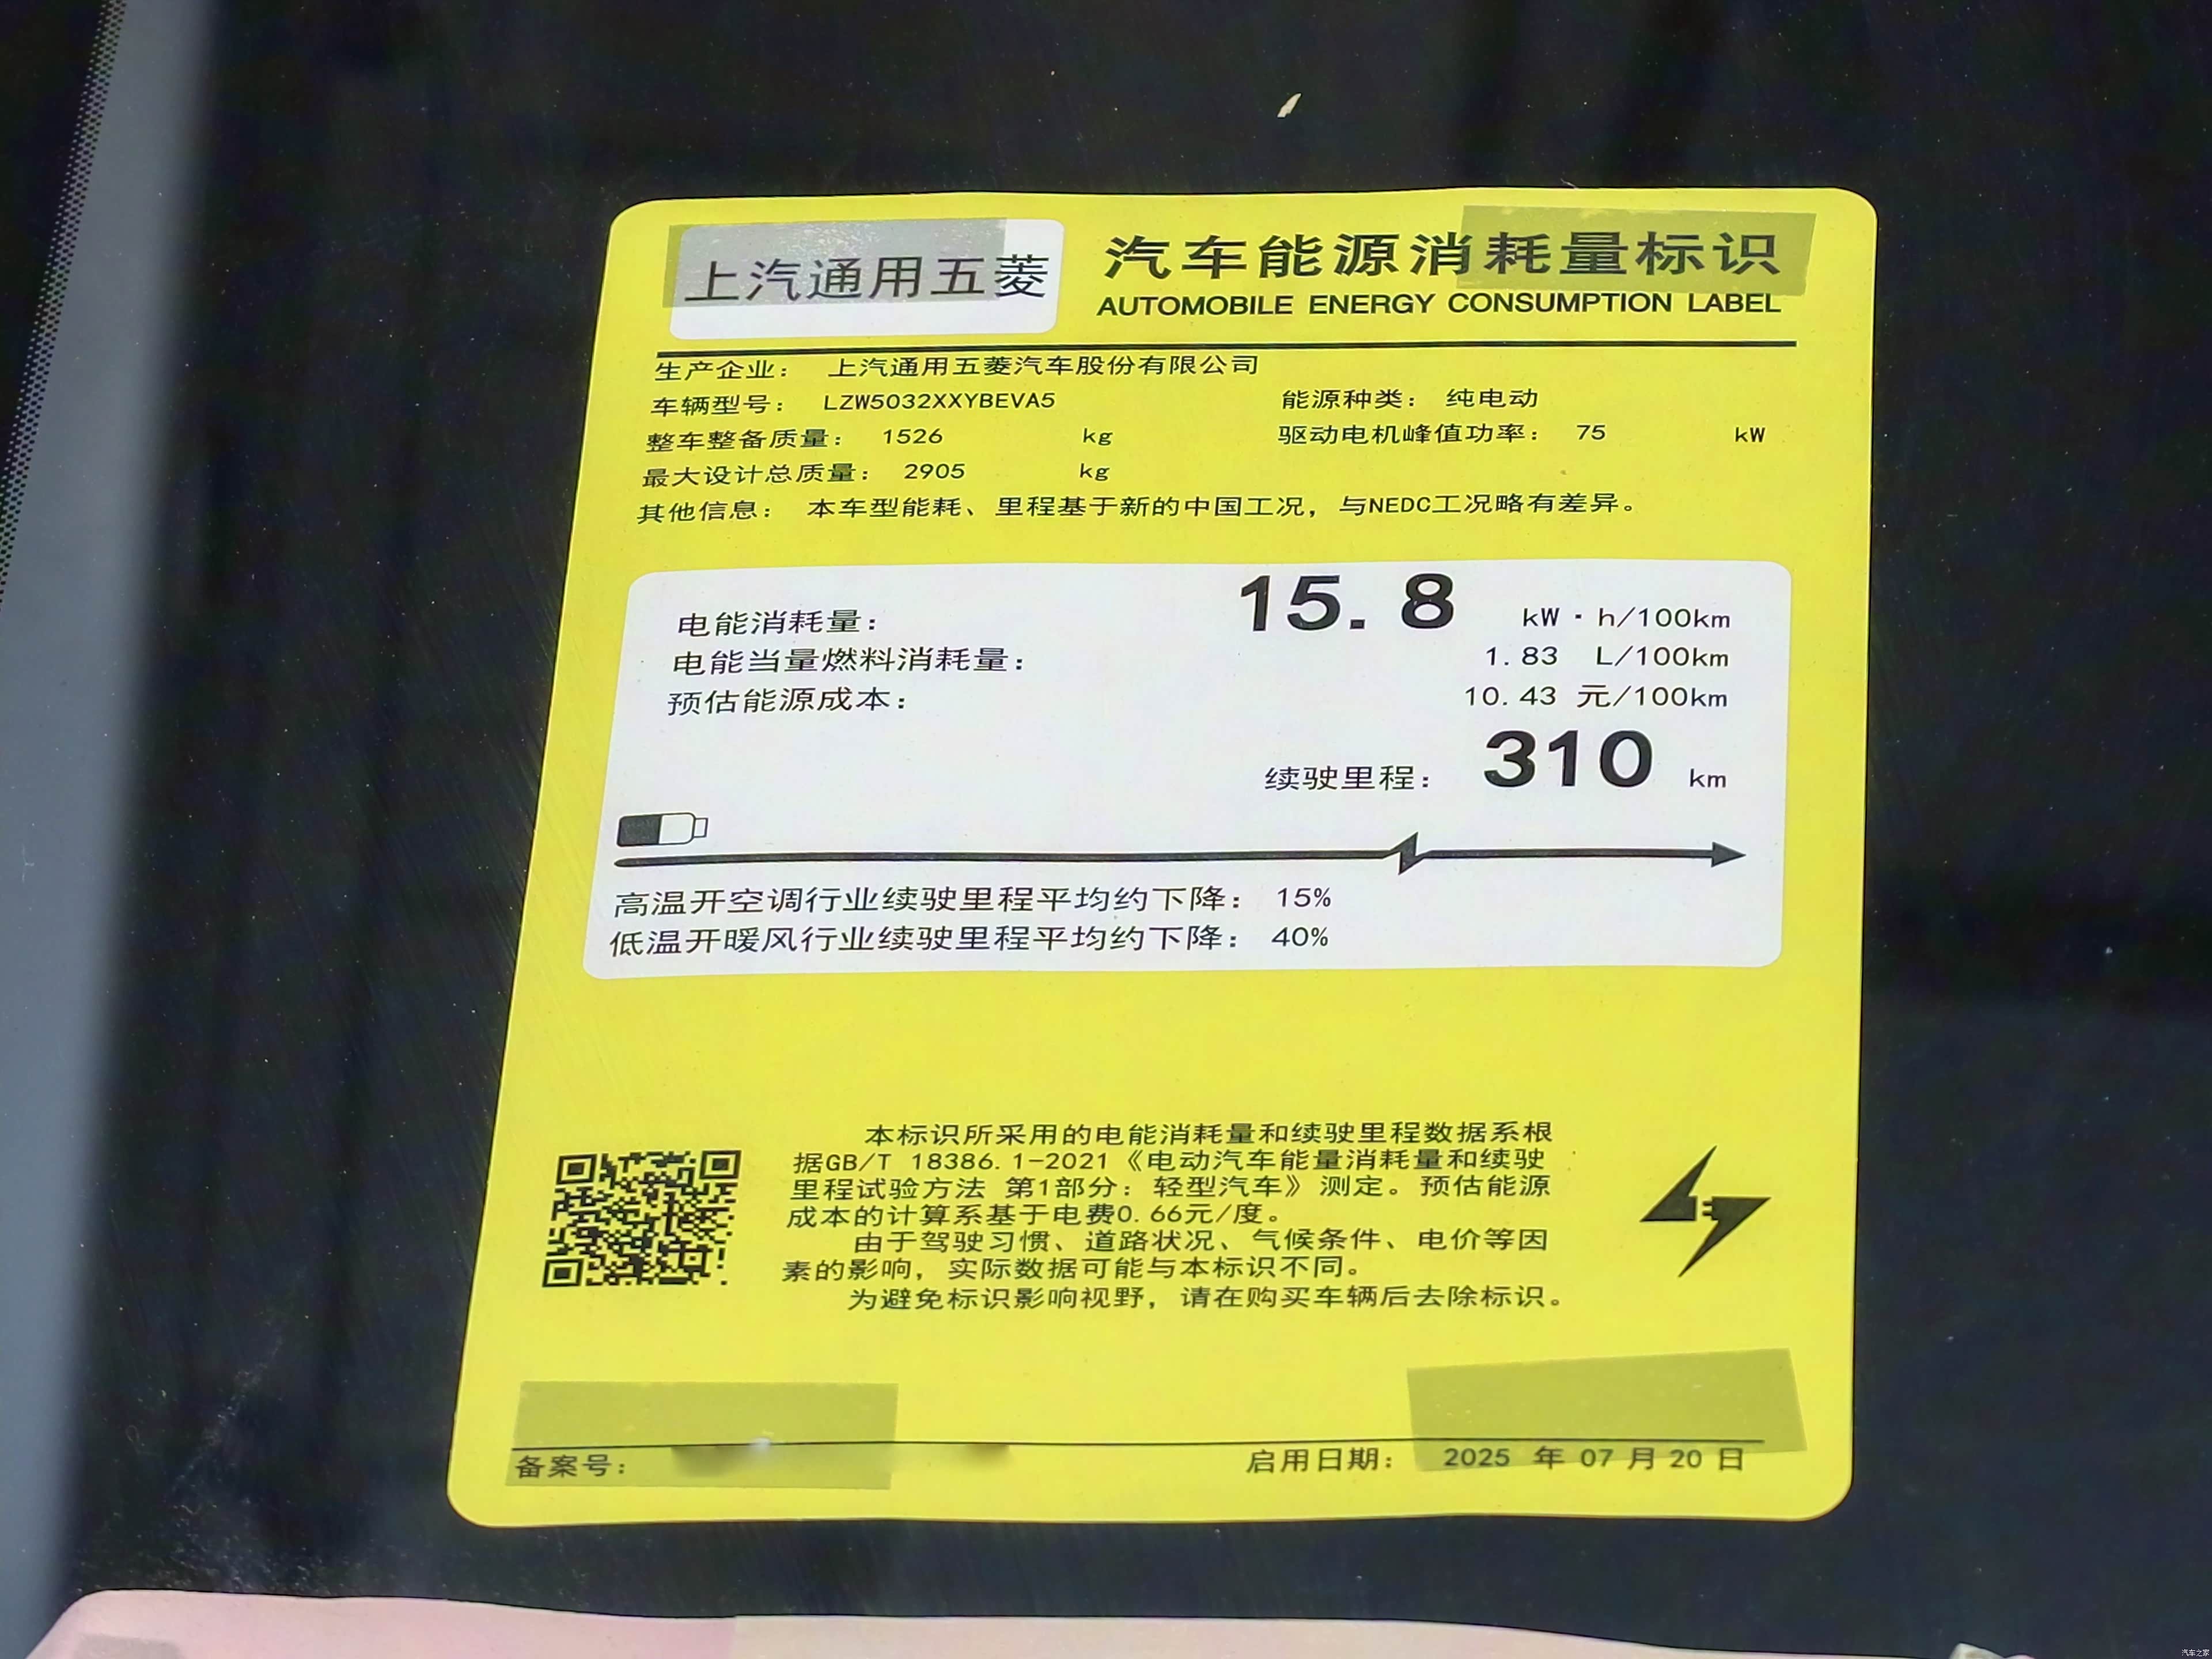 上汽通用五菱
汽车能源消耗量标识
AUTOMOBILE ENERGY CONSUMPTION LABEL
生产企业： 上汽通用五菱汽车股份有限公司
车辆型号： LZW5032XXYBEVA5 能源种类： 纯电动
整车整备质量： 1526 kg 驱动电机峰值功率： 75 kW
最大设计总质量： 2905 kg
其他信息： 本车型能耗、里程基于新的中国工况，与NEDC工况略有差异。
电能消耗量： 15.8 kW·h/100km
电能当量燃料消耗量： 1.83 L/100km
预估能源成本： 10.43 元/100km
续驶里程： 310 km
高温开空调行业续驶里程平均约下降： 15%
低温开暖风行业续驶里程平均约下降： 40%
本标识所采用的电能消耗量和续驶里程数据系根
据GB/T 18386.1-2021《电动汽车能量消耗量和续驶
里程试验方法 第1部分：轻型汽车》测定。预估能源
成本的计算系基于电费0.66元/度。
由于驾驶习惯、道路状况、气候条件、电价等因
素的影响，实际数据可能与本标识不同。
为避免标识影响视野，请在购买车辆后去除标识。
备案号： 启用日期： 2025 年 07 月 20 日
汽车之家